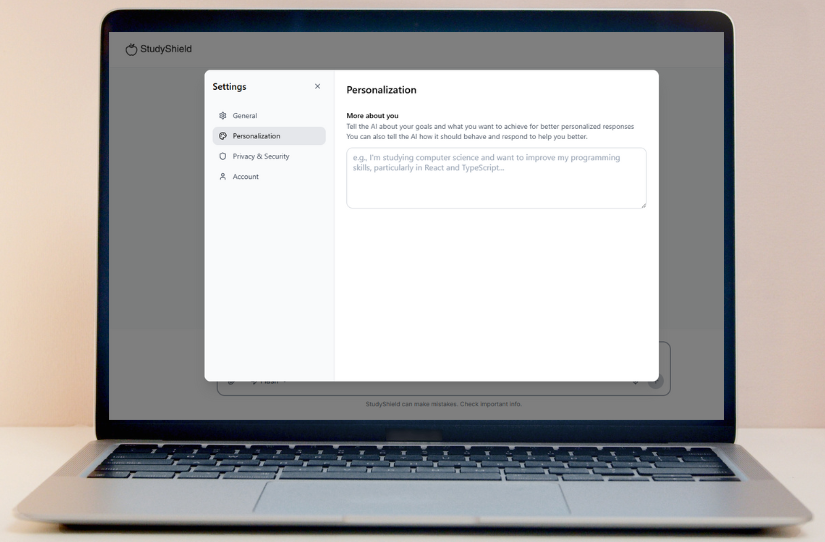 StudyShield
Settings
General
Personalization
Privacy & Security
Account
Personalization
More about you
Tell the AI about your goals and what you want to achieve for better personalized responses
You can also tell the AI how it should behave and respond to help you better.
e.g., I'm studying computer science and want to improve my programming
skills, particularly in React and TypeScript...
StudyShield can make mistakes. Check important info.